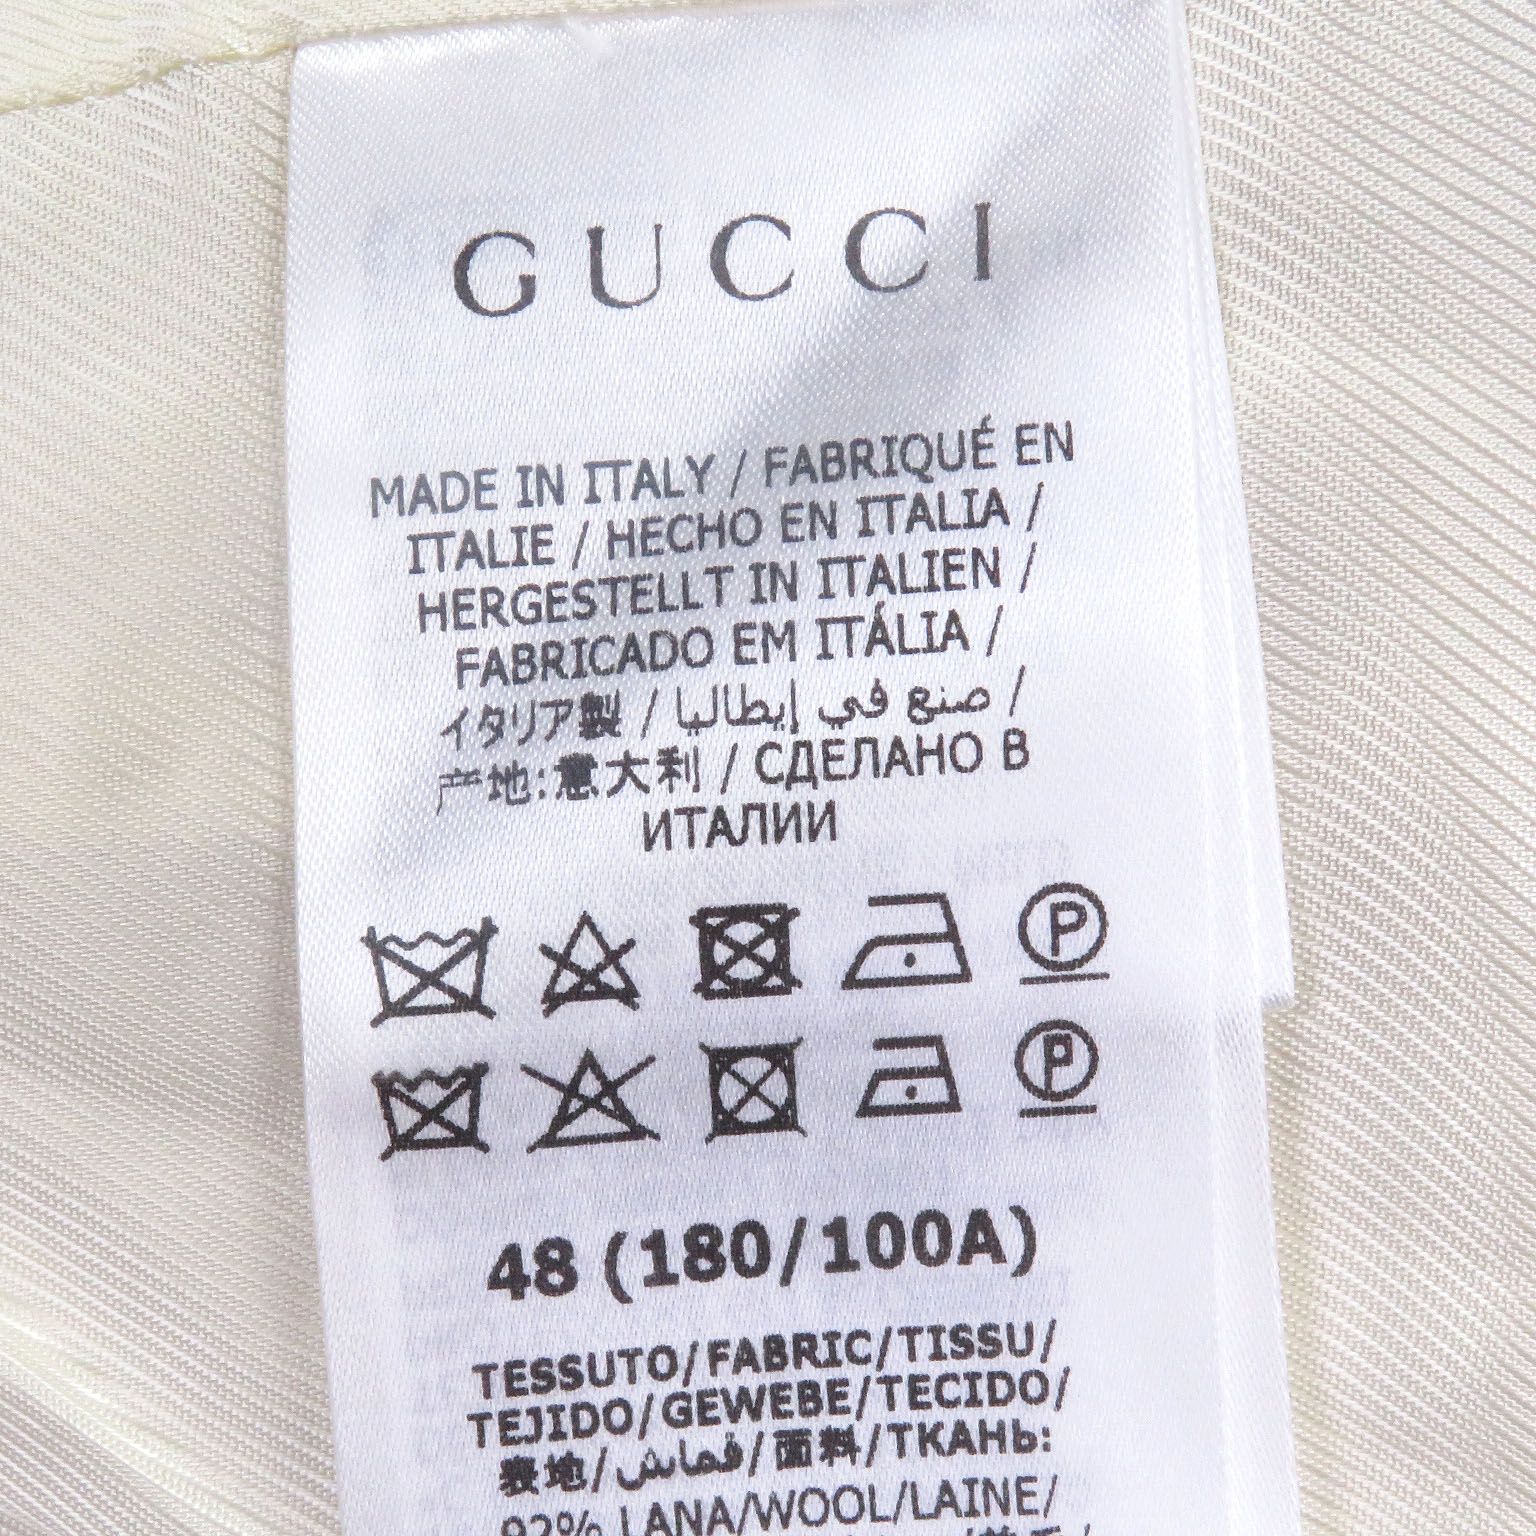 GUCCI
MADE IN ITALY / FABRIQUÉ EN
ITALIE / HECHO EN ITALIA /
HERGESTELLT IN ITALIEN /
FABRICADO EM ITÁLIA /
イタリア製 / صنع في إيطاليا /
产地:意大利 / СДЕЛАНО В
ИТАЛИИ
P
P
48 (180/100A)
TESSUTO/FABRIC/TISSU/
TEJIDO/GEWEBE/TECIDO/
表地/قماش/面料/ТКАНЬ:
92% LANA/WOOL/LAINE/